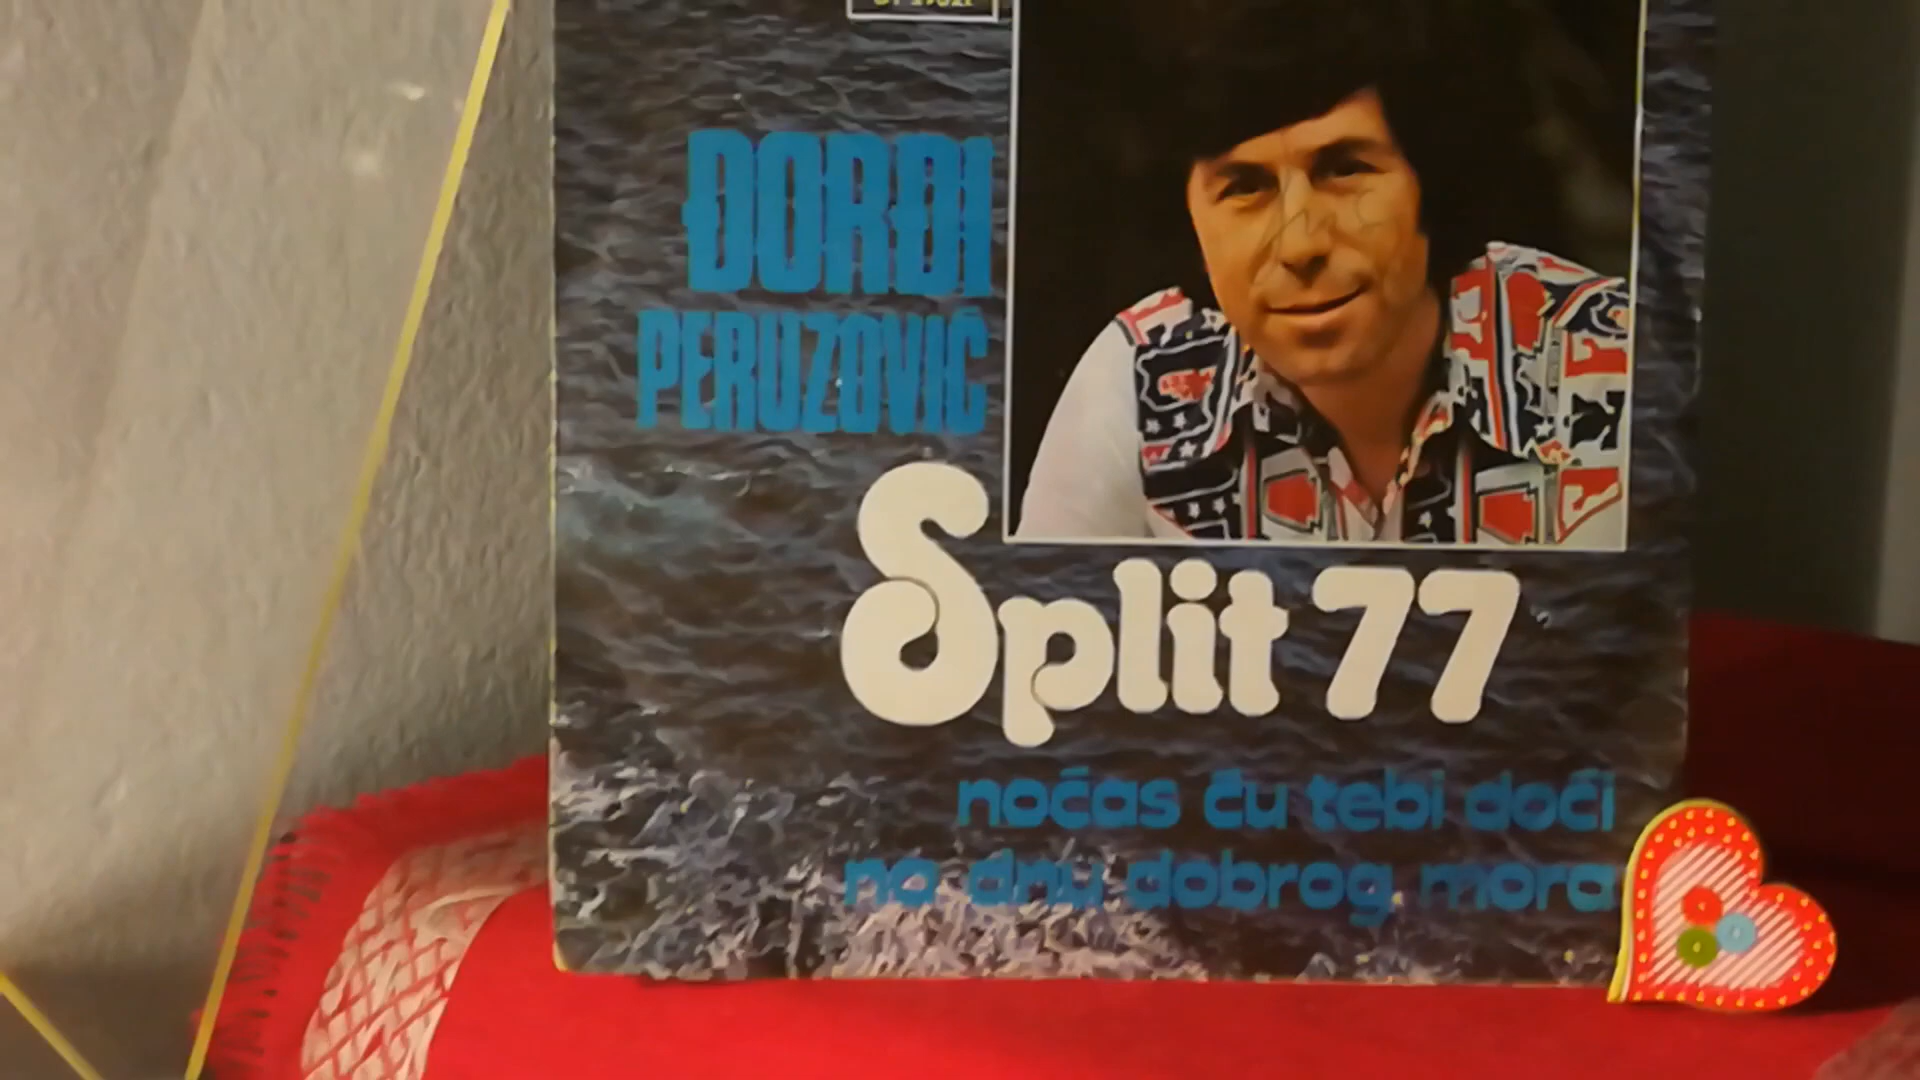 ĐORĐI
PERUZOVIĆ
Split 77
noćas ću tebi doći
na dnu dobrog mora